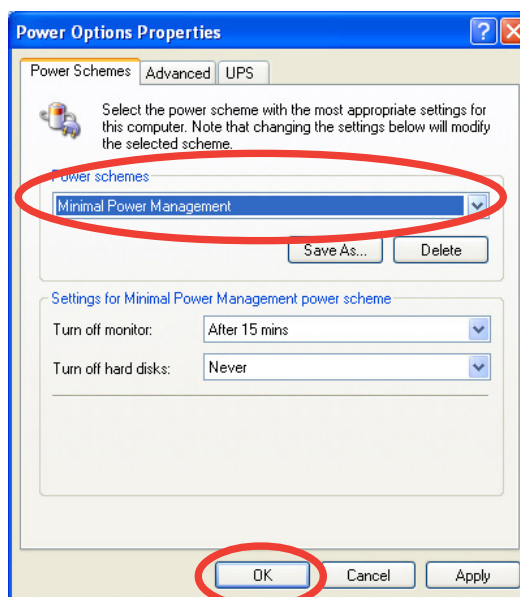 Power Options Properties
Power Schemes Advanced UPS
Select the power scheme with the most appropriate settings for
this computer. Note that changing the settings below will modify
the selected scheme.
Power schemes
Minimal Power Management
Save As... Delete
Settings for Minimal Power Management power scheme
Turn off monitor: After 15 mins
Turn off hard disks: Never
OK Cancel Apply